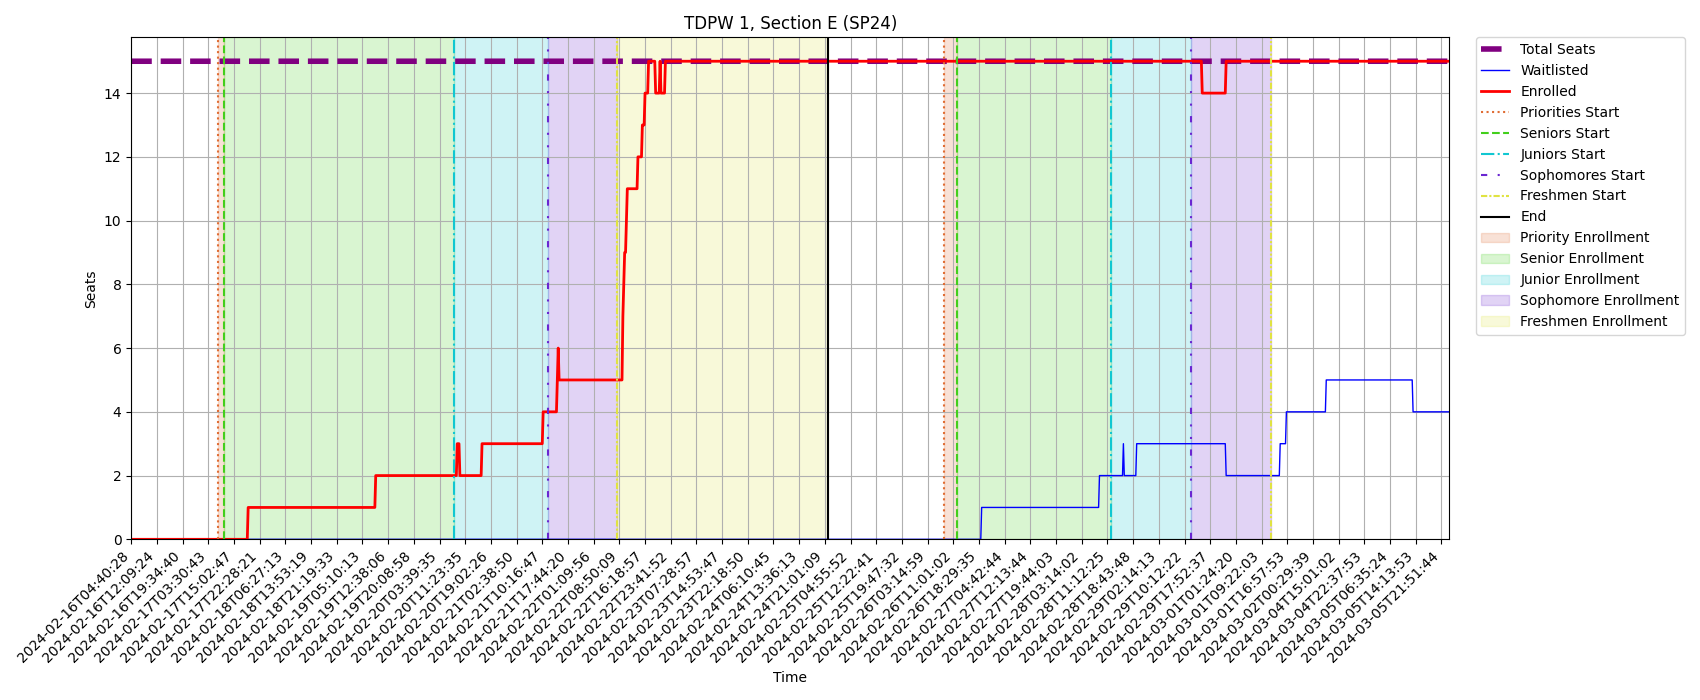 TDPW 1, Section E (SP24)
Seats
14
12
10
8
6
4
2
0
2024-02-16T04:40:28
2024-02-16T12:09:24
2024-02-16T19:34:40
2024-02-17T03:30:43
2024-02-17T15:02:47
2024-02-17T22:28:21
2024-02-18T06:27:13
2024-02-18T13:53:19
2024-02-18T21:19:33
2024-02-19T05:10:13
2024-02-19T12:38:06
2024-02-19T20:08:58
2024-02-20T03:39:35
2024-02-20T11:23:35
2024-02-20T19:02:26
2024-02-21T02:38:50
2024-02-21T10:16:47
2024-02-21T17:44:20
2024-02-22T01:09:56
2024-02-22T08:50:09
2024-02-22T16:18:57
2024-02-22T23:41:52
2024-02-23T07:28:57
2024-02-23T14:53:47
2024-02-23T22:18:50
2024-02-24T06:10:45
2024-02-24T13:36:13
2024-02-24T21:01:09
2024-02-25T04:55:52
2024-02-25T12:22:41
2024-02-25T19:47:32
2024-02-26T03:14:59
2024-02-26T11:01:02
2024-02-26T18:29:35
2024-02-27T04:42:44
2024-02-27T12:13:44
2024-02-27T19:44:03
2024-02-28T03:14:02
2024-02-28T11:12:25
2024-02-28T18:43:48
2024-02-29T02:14:13
2024-02-29T10:12:22
2024-02-29T17:52:37
2024-03-01T01:24:20
2024-03-01T09:22:03
2024-03-01T16:57:53
2024-03-04T00:29:39
2024-03-04T15:01:02
2024-03-04T22:37:53
2024-03-05T06:35:24
2024-03-05T14:13:53
2024-03-05T21:51:44
Time
Total Seats
Waitlisted
Enrolled
Priorities Start
Seniors Start
Juniors Start
Sophomores Start
Freshmen Start
End
Priority Enrollment
Senior Enrollment
Junior Enrollment
Sophomore Enrollment
Freshmen Enrollment